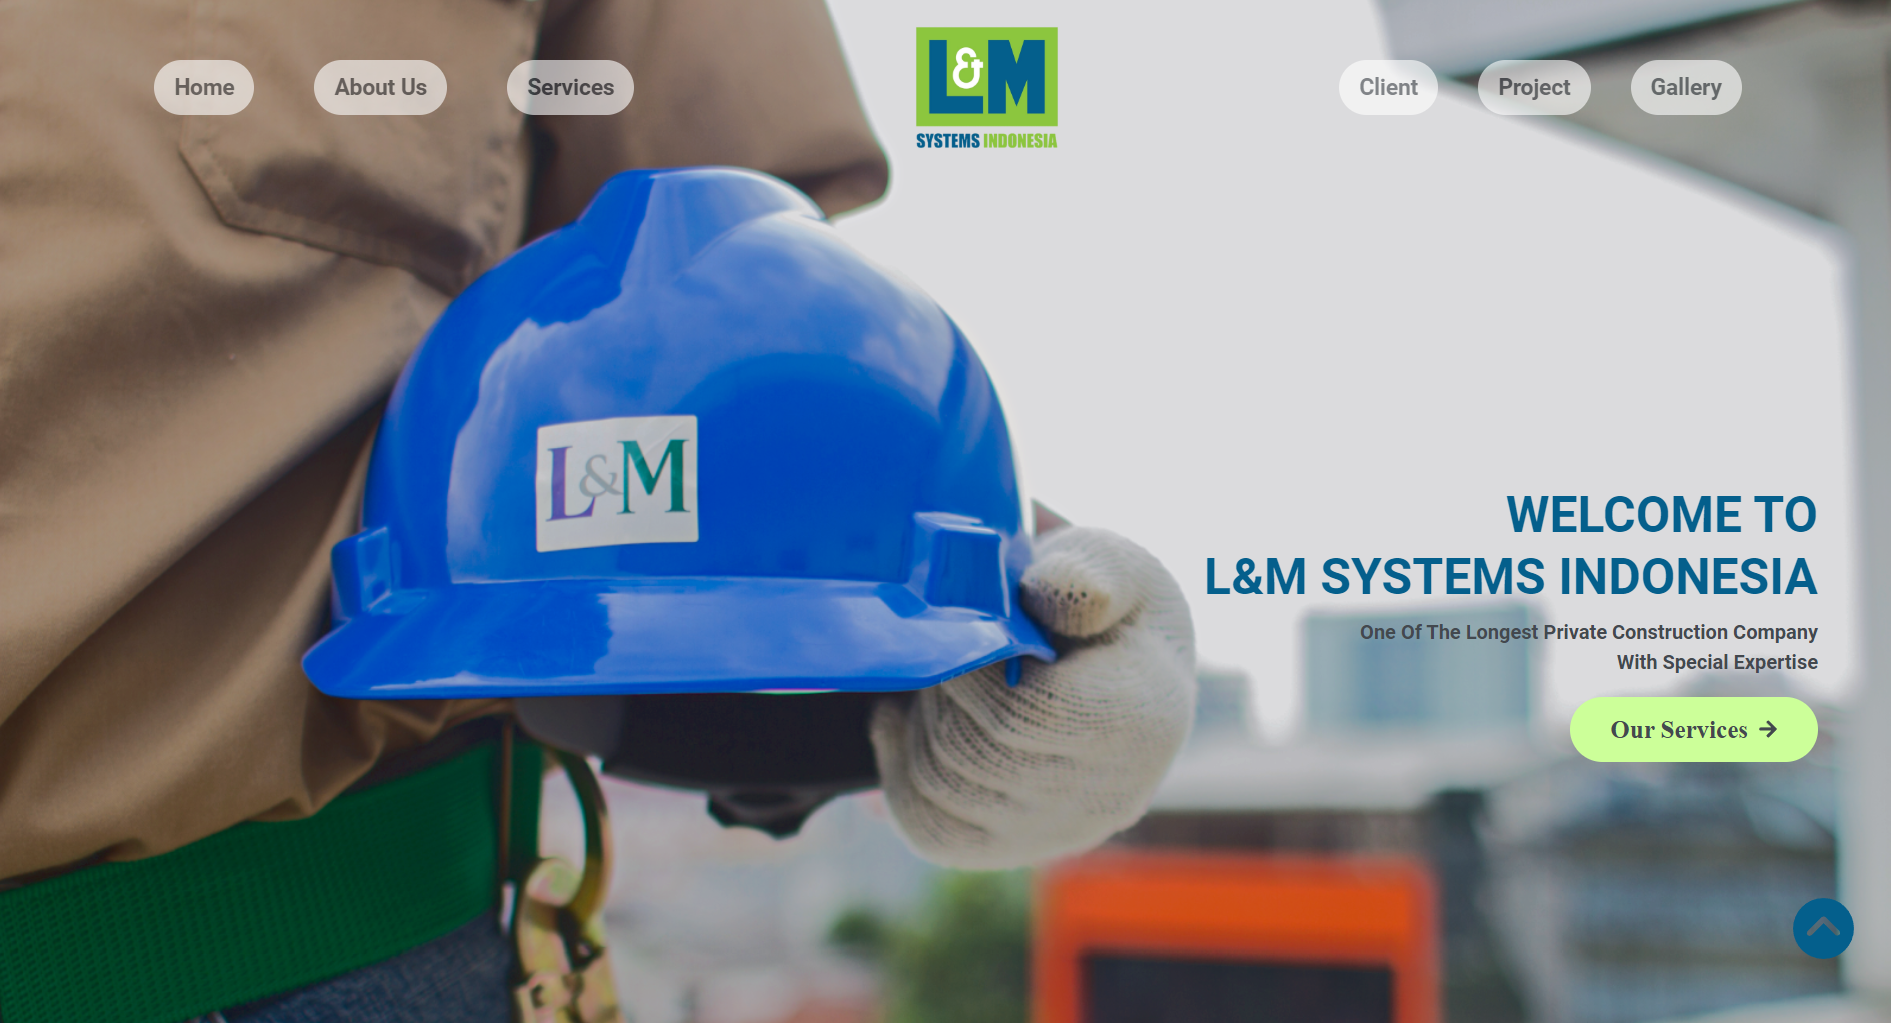 Home
About Us
Services
L&M
SYSTEMS INDONESIA
Client
Project
Gallery
L&M
WELCOME TO
L&M SYSTEMS INDONESIA
One Of The Longest Private Construction Company
With Special Expertise
Our Services